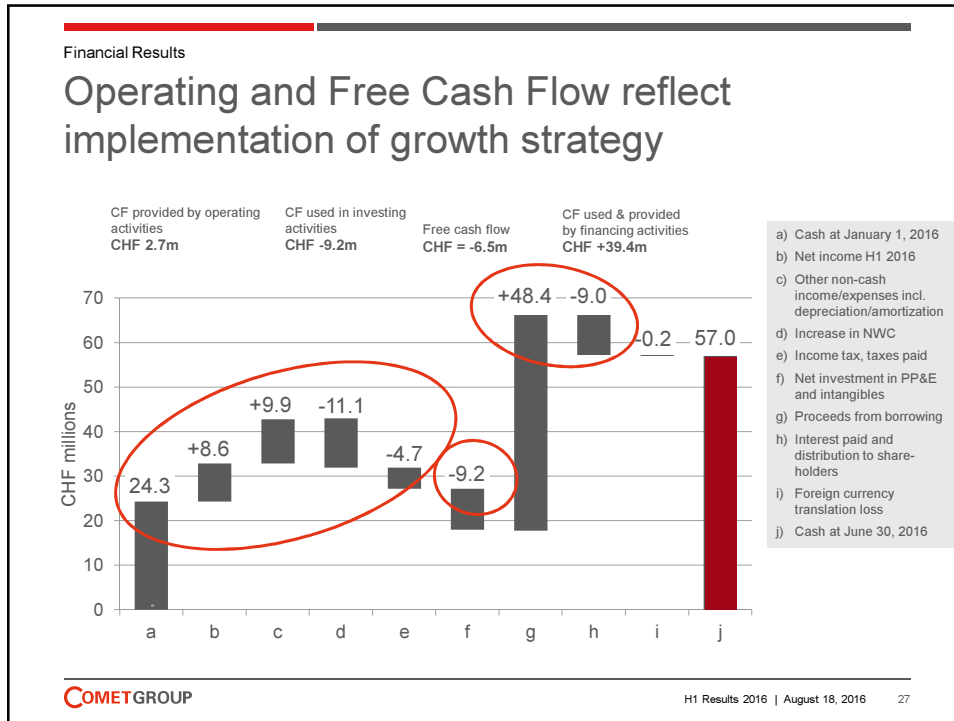 Financial Results
Operating and Free Cash Flow reflect
implementation of growth strategy
CF provided by operating
activities
CHF 2.7m
CF used in investing
activities
CHF -9.2m
Free cash flow
CHF = -6.5m
CF used & provided
by financing activities
CHF +39.4m
CHF millions
70
60
50
40
30
20
10
0
24.3
+8.6
+9.9
-11.1
-4.7
-9.2
+48.4
-9.0
-0.2
57.0
a b c d e f g h i j
a) Cash at January 1, 2016
b) Net income H1 2016
c) Other non-cash
income/expenses incl.
depreciation/amortization
d) Increase in NWC
e) Income tax, taxes paid
f) Net investment in PP&E
and intangibles
g) Proceeds from borrowing
h) Interest paid and
distribution to share-
holders
i) Foreign currency
translation loss
j) Cash at June 30, 2016
COMETGROUP
H1 Results 2016 | August 18, 2016 27